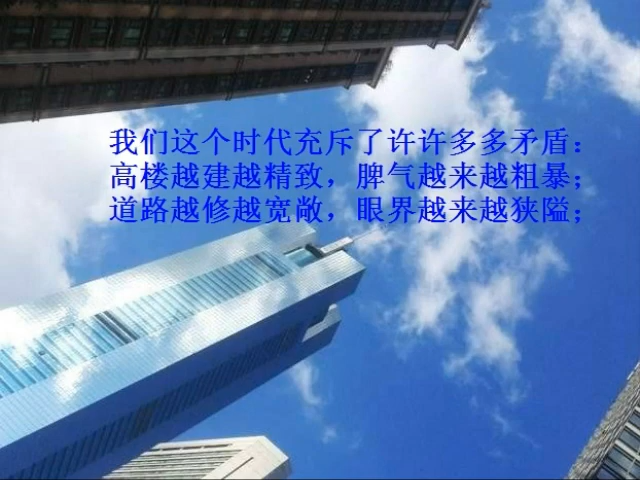 我们这个时代充斥了许许多多矛盾：
高楼越建越精致，脾气越来越粗暴；
道路越修越宽敞，眼界越来越狭隘；